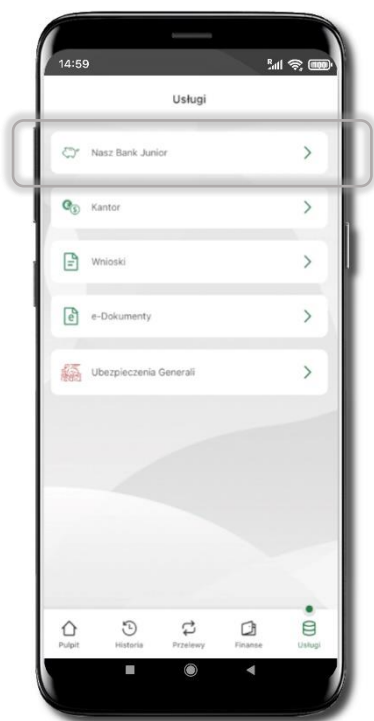 14:59
Usługi
Nasz Bank Junior
Kantor
Wnioski
e-Dokumenty
Ubezpieczenia Generali
Pulpit Historia Przelewy Finanse Usługi